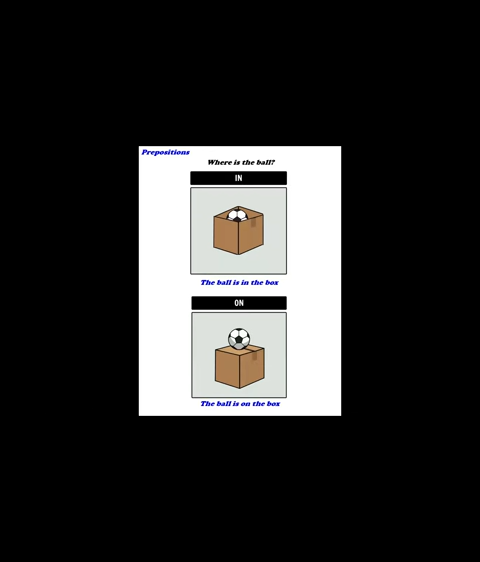 Prepositions
Where is the ball?
IN
The ball is in the box
ON
The ball is on the box